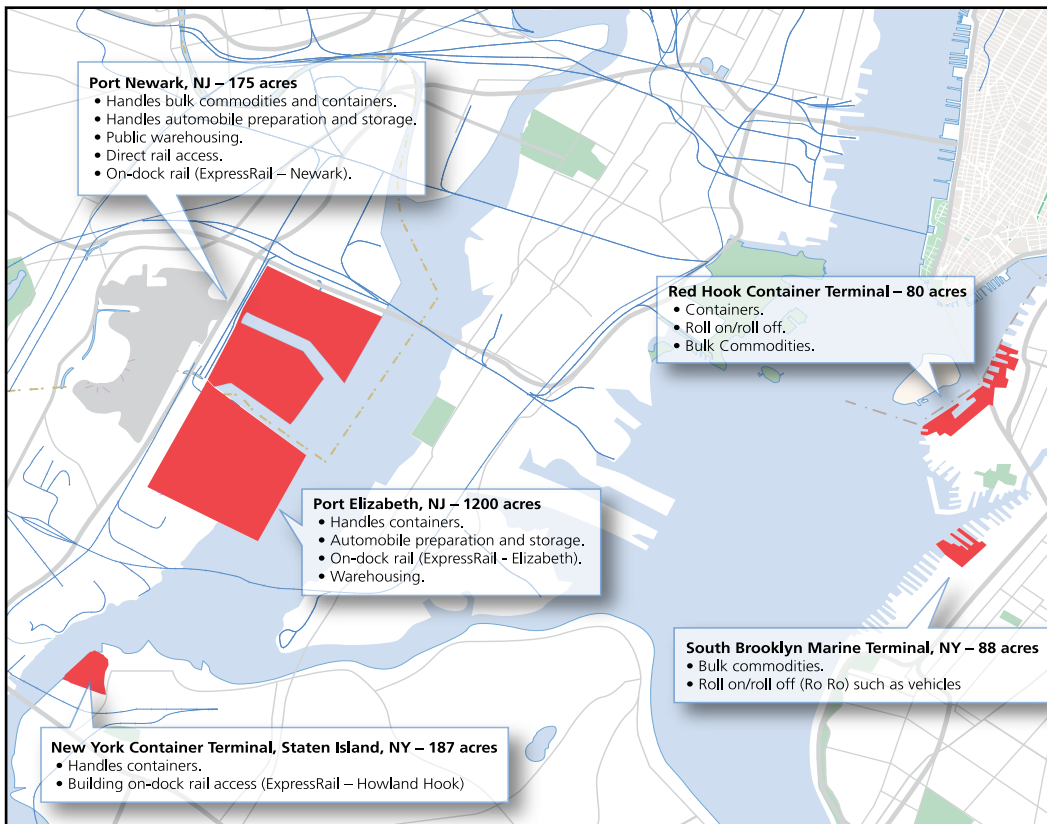 Port Newark, NJ – 175 acres
• Handles bulk commodities and containers.
• Handles automobile preparation and storage.
• Public warehousing.
• Direct rail access.
• On-dock rail (ExpressRail – Newark).
Red Hook Container Terminal – 80 acres
• Containers.
• Roll on/roll off.
• Bulk Commodities.
Port Elizabeth, NJ – 1200 acres
• Handles containers.
• Automobile preparation and storage.
• On-dock rail (ExpressRail - Elizabeth).
• Warehousing.
South Brooklyn Marine Terminal, NY – 88 acres
• Bulk commodities.
• Roll on/roll off (Ro Ro) such as vehicles
New York Container Terminal, Staten Island, NY – 187 acres
• Handles containers.
• Building on-dock rail access (ExpressRail – Howland Hook)